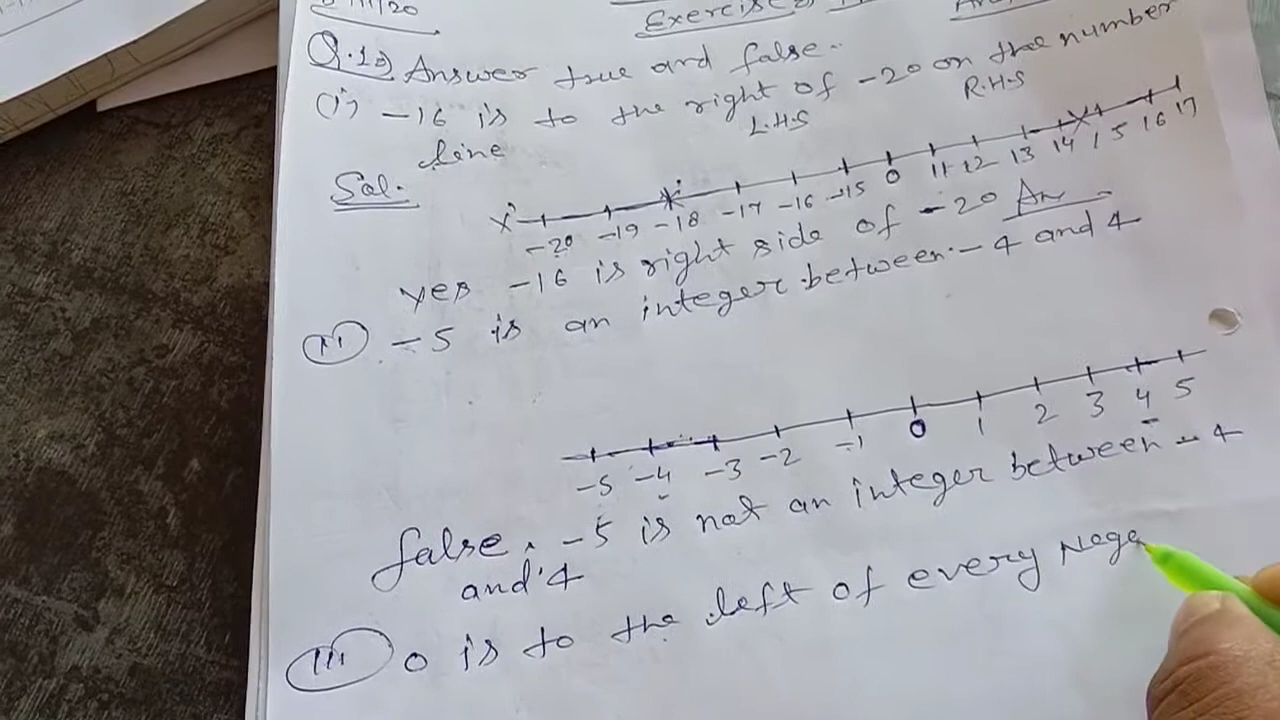 Exercise
Q.1) Answer true and false.
(i) -16 is to the right of -20 on the number
line
L.H.S R.H.S
Sol.
-20 -19 -18 -17 -16 -15 0 11 12 13 14 15 16 17
yes -16 is right side of -20 An
(ii) -5 is an integer between - 4 and 4
-5 -4 -3 -2 -1 0 1 2 3 4 5
false. -5 is not an integer between - 4
and 4
(iii) 0 is to the left of every Nega